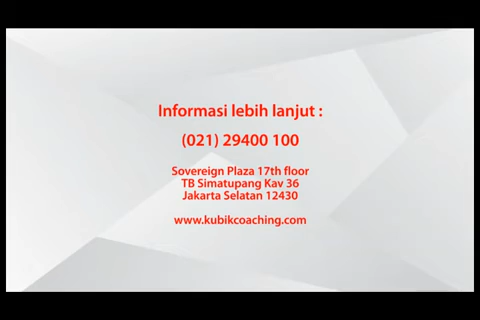 Informasi lebih lanjut :
(021) 29400 100
Sovereign Plaza 17th floor
TB Simatupang Kav 36
Jakarta Selatan 12430
www.kubikcoaching.com